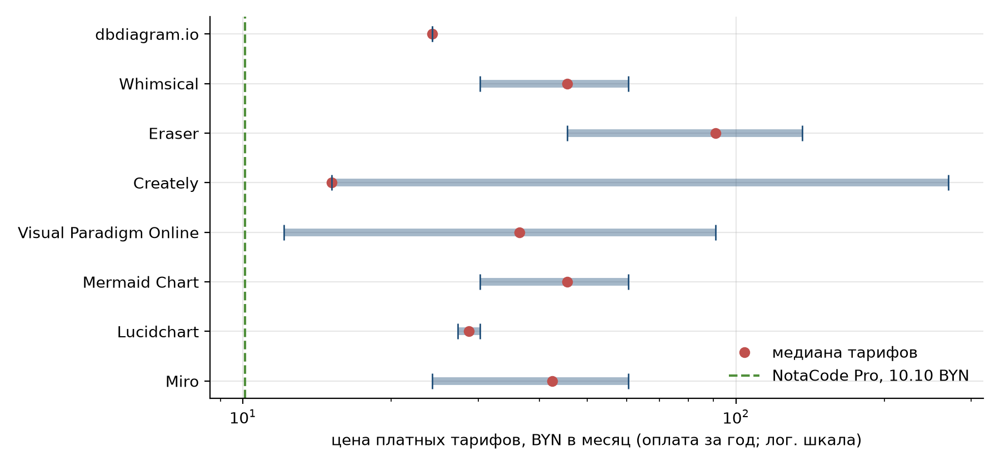 dbdiagram.io
Whimsical
Eraser
Creately
Visual Paradigm Online
Mermaid Chart
Lucidchart
Miro
медиана тарифов
NotaCode Pro, 10.10 BYN
10¹ 10²
цена платных тарифов, BYN в месяц (оплата за год; лог. шкала)